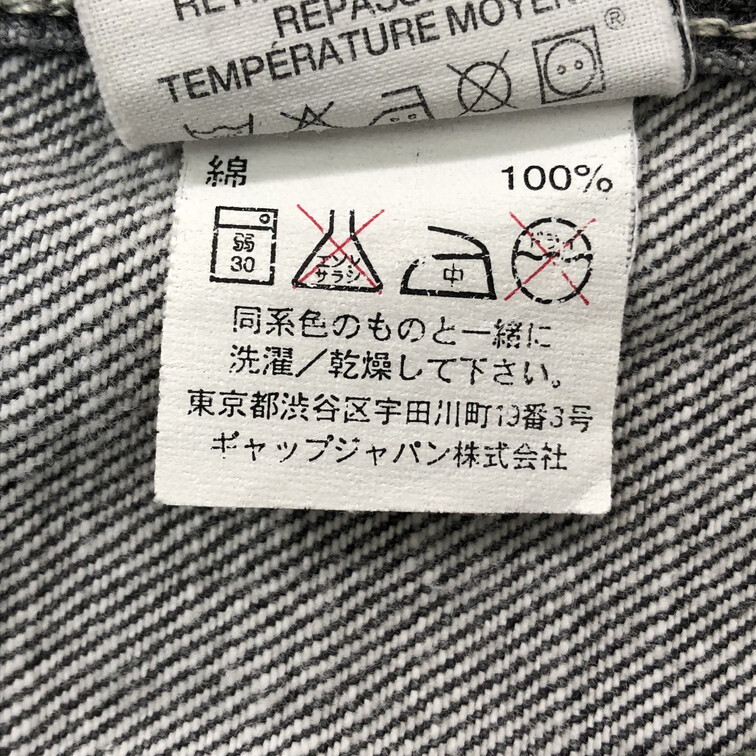 REPASS
TEMPÉRATURE MOYEN
®
綿 100%
弱 30 エンソ サラシ 中 ドライ
同系色のものと一緒に
洗濯/乾燥して下さい。
東京都渋谷区宇田川町19番3号
ギャップジャパン株式会社